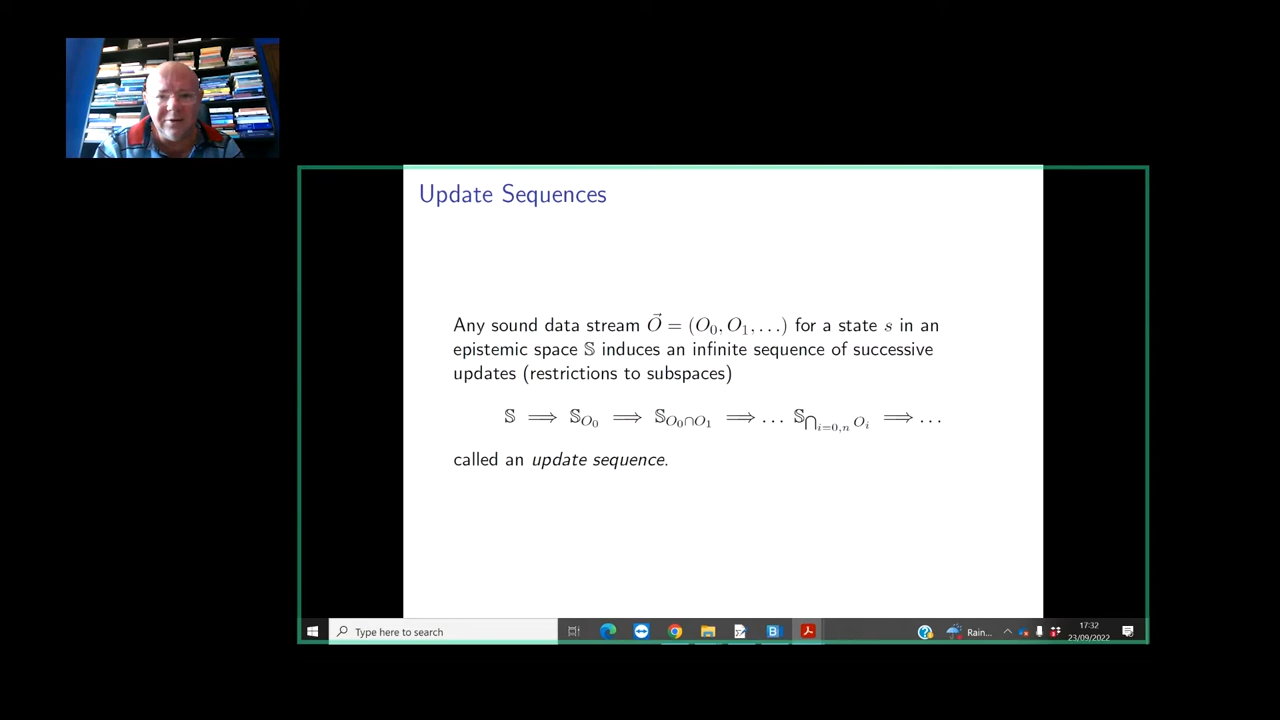 Update Sequences
Any sound data stream O⃗ = (O₀, O₁, …) for a state s in an
epistemic space 𝕊 induces an infinite sequence of successive
updates (restrictions to subspaces)
𝕊 ⟹ 𝕊_{O₀} ⟹ 𝕊_{O₀∩O₁} ⟹ … 𝕊_{⋂_{i=0,n} O_i} ⟹ …
called an update sequence.
Type here to search
Rain...
17:32
23/09/2022